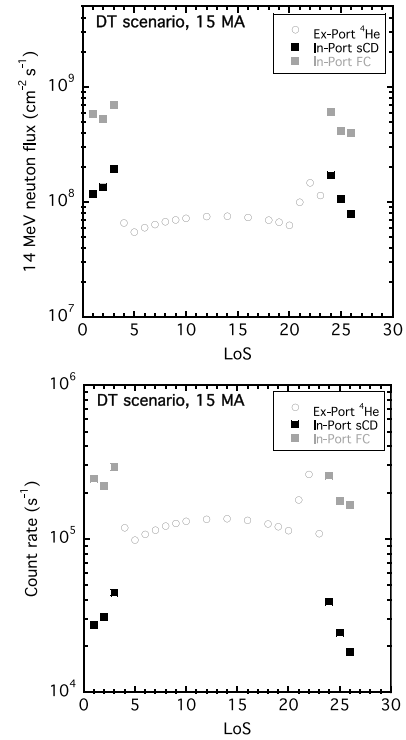 DT scenario, 15 MA
Ex-Port ⁴He
In-Port sCD
In-Port FC
14 MeV neutron flux (cm⁻² s⁻¹)
10⁹
10⁸
10⁷
0 5 10 15 20 25 30
LoS
DT scenario, 15 MA
Ex-Port ⁴He
In-Port sCD
In-Port FC
Count rate (s⁻¹)
10⁶
10⁵
10⁴
0 5 10 15 20 25 30
LoS